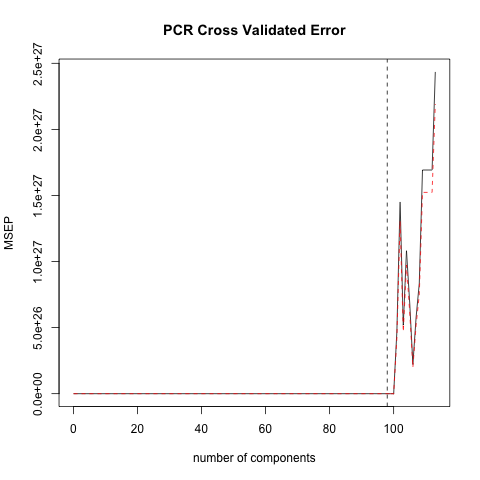 PCR Cross Validated Error
MSEP
2.5e+27
2.0e+27
1.5e+27
1.0e+27
5.0e+26
0.0e+00
0 20 40 60 80 100
number of components